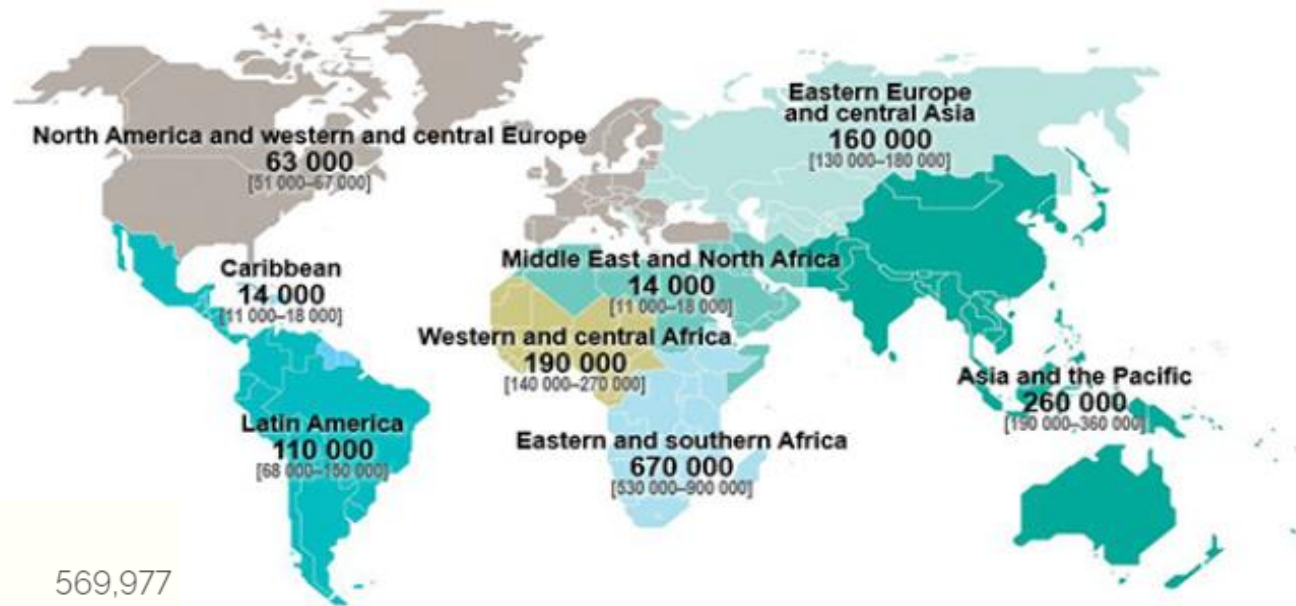 Eastern Europe
and central Asia
160 000
[130 000–180 000]
North America and western and central Europe
63 000
[51 000–67 000]
Middle East and North Africa
14 000
[11 000–18 000]
Caribbean
14 000
[11 000–18 000]
Western and central Africa
190 000
[140 000–270 000]
Asia and the Pacific
260 000
[190 000–360 000]
Latin America
110 000
[68 000–150 000]
Eastern and southern Africa
670 000
[530 000–900 000]
569,977